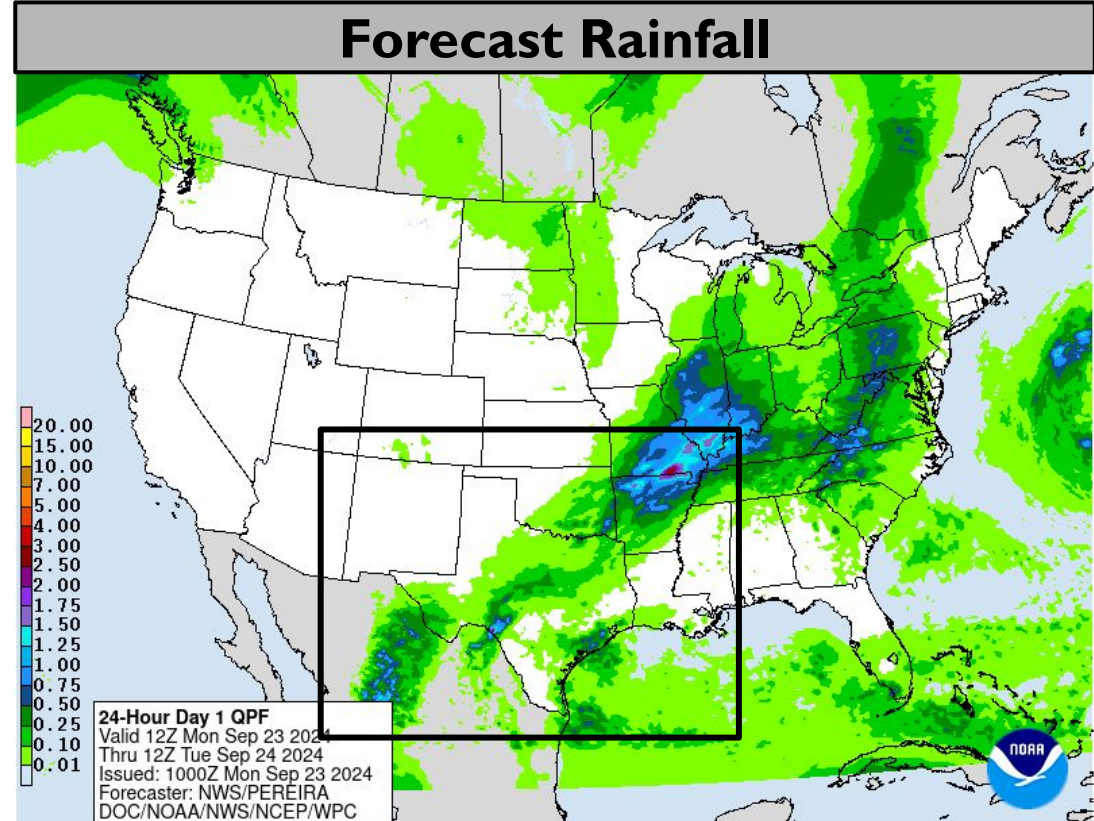 Forecast Rainfall
20.00
15.00
10.00
7.00
5.00
4.00
3.00
2.50
2.00
1.75
1.50
1.25
1.00
0.75
0.50
0.25
0.10
0.01
24-Hour Day 1 QPF
Valid 12Z Mon Sep 23 2024
Thru 12Z Tue Sep 24 2024
Issued: 1000Z Mon Sep 23 2024
Forecaster: NWS/PEREIRA
DOC/NOAA/NWS/NCEP/WPC
NOAA